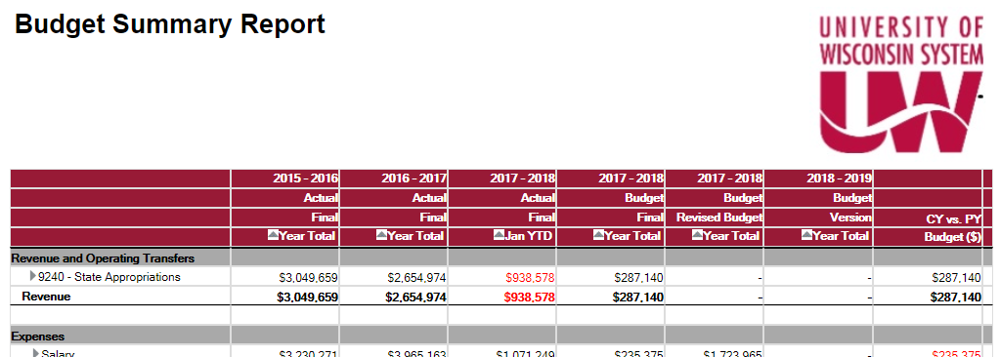 Budget Summary Report
UNIVERSITY OF
WISCONSIN SYSTEM
UW
2015 - 2016 2016 - 2017 2017 - 2018 2017 - 2018 2017 - 2018 2018 - 2019
Actual Actual Actual Budget Budget Budget
Final Final Final Final Revised Budget Version CY vs. PY
Year Total Year Total Jan YTD Year Total Year Total Year Total Budget ($)
Revenue and Operating Transfers
9240 - State Appropriations $3,049,659 $2,654,974 $938,578 $287,140 - - $287,140
Revenue $3,049,659 $2,654,974 $938,578 $287,140 - - $287,140
Expenses
Salary $3,230,271 $3,965,163 $1,071,249 $235,375 $1,723,965 - $235,375